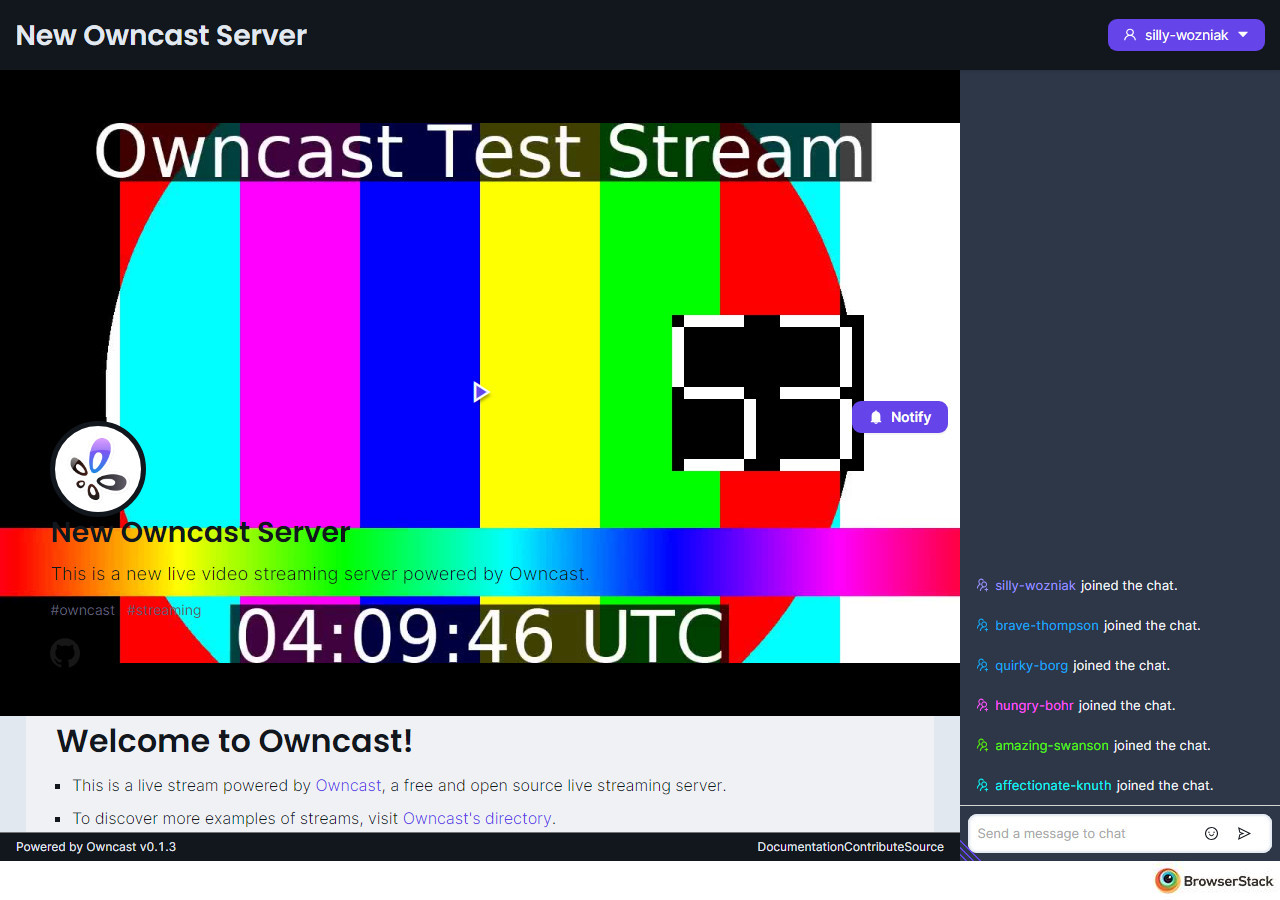 New Owncast Server
silly-wozniak
Owncast Test Stream
53
Notify
New Owncast Server
This is a new live video streaming server powered by Owncast.
#owncast #streaming
04:09:46 UTC
Welcome to Owncast!
This is a live stream powered by Owncast, a free and open source live streaming server.
To discover more examples of streams, visit Owncast's directory.
Powered by Owncast v0.1.3
DocumentationContributeSource
silly-wozniak joined the chat.
brave-thompson joined the chat.
quirky-borg joined the chat.
hungry-bohr joined the chat.
amazing-swanson joined the chat.
affectionate-knuth joined the chat.
Send a message to chat
BrowserStack